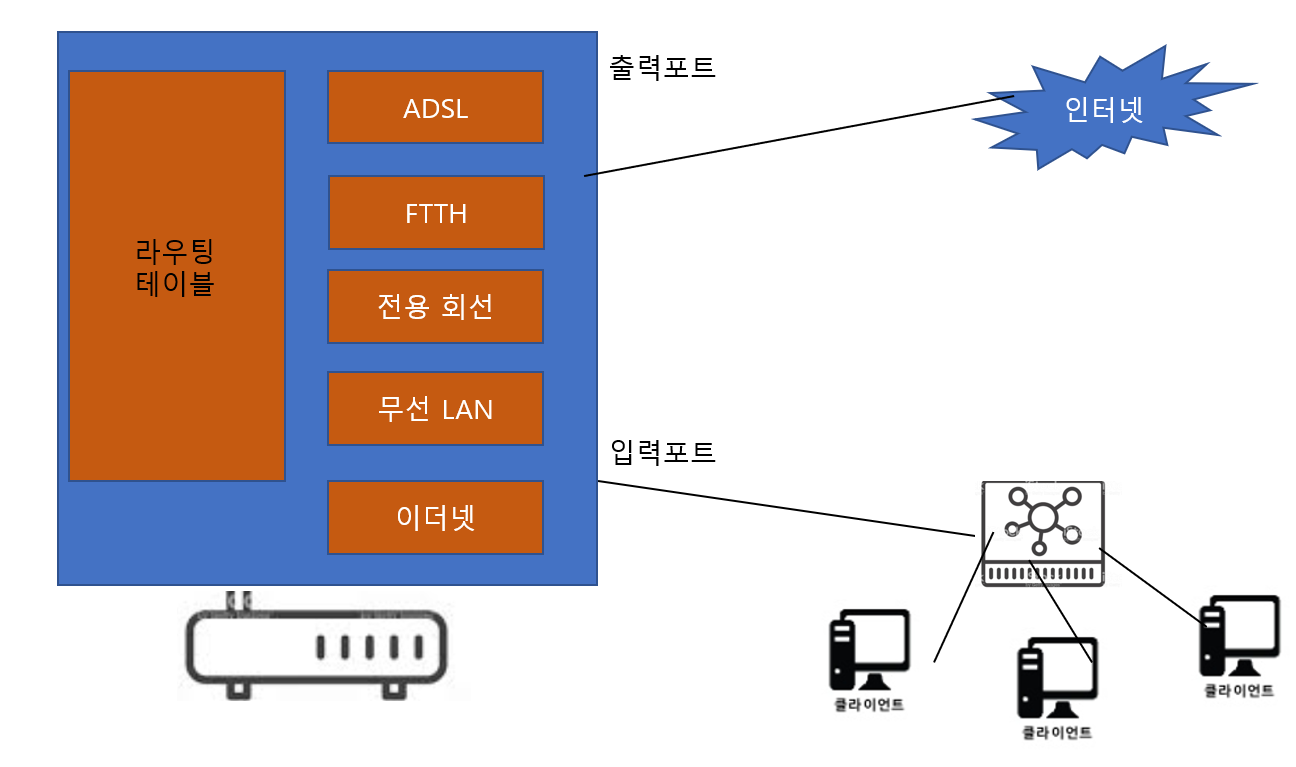 출력포트
ADSL
인터넷
FTTH
라우팅
테이블
전용 회선
무선 LAN
입력포트
이더넷
클라이언트
클라이언트
클라이언트